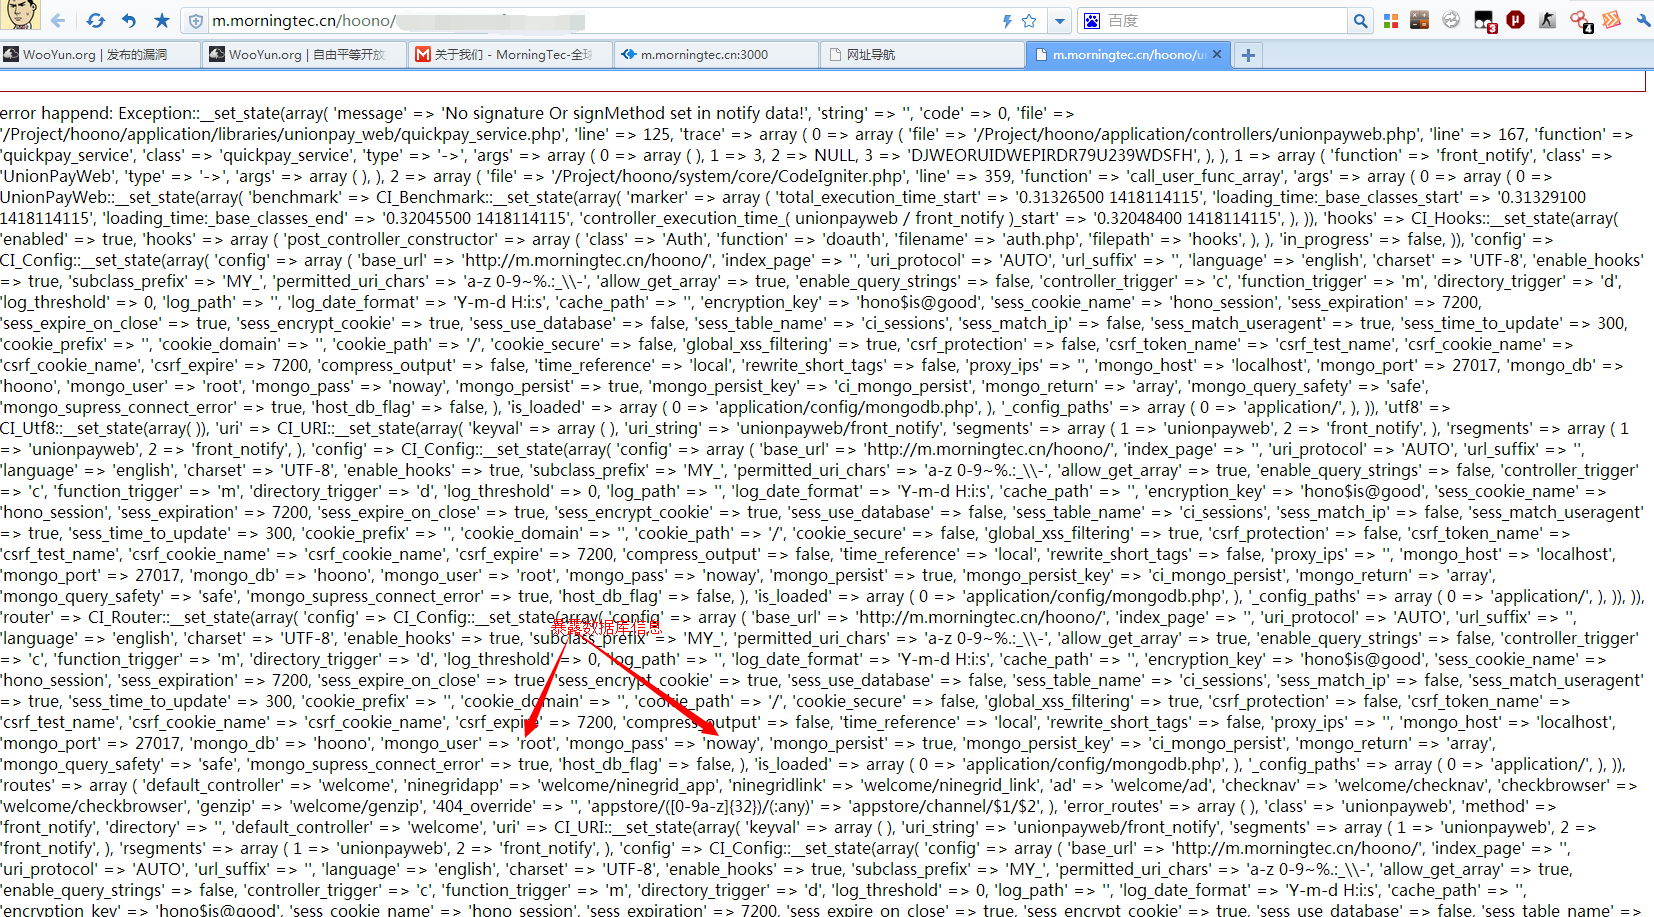 m.morningtec.cn/hoono/
百度
3
4
WooYun.org | 发布的漏洞
WooYun.org | 自由平等开放
关于我们 - MorningTec-全球
m.morningtec.cn:3000
网址导航
m.morningtec.cn/hoono/u
error happend: Exception::__set_state(array( 'message' => 'No signature Or signMethod set in notify data!', 'string' => '', 'code' => 0, 'file' =>
'/Project/hoono/application/libraries/unionpay_web/quickpay_service.php', 'line' => 125, 'trace' => array ( 0 => array ( 'file' => '/Project/hoono/application/controllers/unionpayweb.php', 'line' => 167, 'function' =>
'quickpay_service', 'class' => 'quickpay_service', 'type' => '->', 'args' => array ( 0 => array ( ), 1 => 3, 2 => NULL, 3 => 'DJWEORUIDWEPIRDR79U239WDSFH', ), ), 1 => array ( 'function' => 'front_notify', 'class' =>
'UnionPayWeb', 'type' => '->', 'args' => array ( ), ), 2 => array ( 'file' => '/Project/hoono/system/core/CodeIgniter.php', 'line' => 359, 'function' => 'call_user_func_array', 'args' => array ( 0 => array ( 0 =>
UnionPayWeb::__set_state(array( 'benchmark' => CI_Benchmark::__set_state(array( 'marker' => array ( 'total_execution_time_start' => '0.31326500 1418114115', 'loading_time:_base_classes_start' => '0.31329100
1418114115', 'loading_time:_base_classes_end' => '0.32045500 1418114115', 'controller_execution_time_( unionpayweb / front_notify )_start' => '0.32048400 1418114115', ), )), 'hooks' => CI_Hooks::__set_state(array(
'enabled' => true, 'hooks' => array ( 'post_controller_constructor' => array ( 'class' => 'Auth', 'function' => 'doauth', 'filename' => 'auth.php', 'filepath' => 'hooks', ), ), 'in_progress' => false, )), 'config' =>
CI_Config::__set_state(array( 'config' => array ( 'base_url' => 'http://m.morningtec.cn/hoono/', 'index_page' => '', 'uri_protocol' => 'AUTO', 'url_suffix' => '', 'language' => 'english', 'charset' => 'UTF-8', 'enable_hooks'
=> true, 'subclass_prefix' => 'MY_', 'permitted_uri_chars' => 'a-z 0-9~%.:_\\-', 'allow_get_array' => true, 'enable_query_strings' => false, 'controller_trigger' => 'c', 'function_trigger' => 'm', 'directory_trigger' => 'd',
'log_threshold' => 0, 'log_path' => '', 'log_date_format' => 'Y-m-d H:i:s', 'cache_path' => '', 'encryption_key' => 'hono$is@good', 'sess_cookie_name' => 'hono_session', 'sess_expiration' => 7200,
'sess_expire_on_close' => true, 'sess_encrypt_cookie' => true, 'sess_use_database' => false, 'sess_table_name' => 'ci_sessions', 'sess_match_ip' => false, 'sess_match_useragent' => true, 'sess_time_to_update' => 300,
'cookie_prefix' => '', 'cookie_domain' => '', 'cookie_path' => '/', 'cookie_secure' => false, 'global_xss_filtering' => true, 'csrf_protection' => false, 'csrf_token_name' => 'csrf_test_name', 'csrf_cookie_name' =>
'csrf_cookie_name', 'csrf_expire' => 7200, 'compress_output' => false, 'time_reference' => 'local', 'rewrite_short_tags' => false, 'proxy_ips' => '', 'mongo_host' => 'localhost', 'mongo_port' => 27017, 'mongo_db' =>
'hoono', 'mongo_user' => 'root', 'mongo_pass' => 'noway', 'mongo_persist' => true, 'mongo_persist_key' => 'ci_mongo_persist', 'mongo_return' => 'array', 'mongo_query_safety' => 'safe',
'mongo_supress_connect_error' => true, 'host_db_flag' => false, ), 'is_loaded' => array ( 0 => 'application/config/mongodb.php', ), '_config_paths' => array ( 0 => 'application/', ), )), 'utf8' =>
CI_Utf8::__set_state(array( )), 'uri' => CI_URI::__set_state(array( 'keyval' => array ( ), 'uri_string' => 'unionpayweb/front_notify', 'segments' => array ( 1 => 'unionpayweb', 2 => 'front_notify', ), 'rsegments' => array ( 1
=> 'unionpayweb', 2 => 'front_notify', ), 'config' => CI_Config::__set_state(array( 'config' => array ( 'base_url' => 'http://m.morningtec.cn/hoono/', 'index_page' => '', 'uri_protocol' => 'AUTO', 'url_suffix' => '',
'language' => 'english', 'charset' => 'UTF-8', 'enable_hooks' => true, 'subclass_prefix' => 'MY_', 'permitted_uri_chars' => 'a-z 0-9~%.:_\\-', 'allow_get_array' => true, 'enable_query_strings' => false, 'controller_trigger'
=> 'c', 'function_trigger' => 'm', 'directory_trigger' => 'd', 'log_threshold' => 0, 'log_path' => '', 'log_date_format' => 'Y-m-d H:i:s', 'cache_path' => '', 'encryption_key' => 'hono$is@good', 'sess_cookie_name' =>
'hono_session', 'sess_expiration' => 7200, 'sess_expire_on_close' => true, 'sess_encrypt_cookie' => true, 'sess_use_database' => false, 'sess_table_name' => 'ci_sessions', 'sess_match_ip' => false, 'sess_match_useragent'
=> true, 'sess_time_to_update' => 300, 'cookie_prefix' => '', 'cookie_domain' => '', 'cookie_path' => '/', 'cookie_secure' => false, 'global_xss_filtering' => true, 'csrf_protection' => false, 'csrf_token_name' =>
'csrf_test_name', 'csrf_cookie_name' => 'csrf_cookie_name', 'csrf_expire' => 7200, 'compress_output' => false, 'time_reference' => 'local', 'rewrite_short_tags' => false, 'proxy_ips' => '', 'mongo_host' => 'localhost',
'mongo_port' => 27017, 'mongo_db' => 'hoono', 'mongo_user' => 'root', 'mongo_pass' => 'noway', 'mongo_persist' => true, 'mongo_persist_key' => 'ci_mongo_persist', 'mongo_return' => 'array',
'mongo_query_safety' => 'safe', 'mongo_supress_connect_error' => true, 'host_db_flag' => false, ), 'is_loaded' => array ( 0 => 'application/config/mongodb.php', ), '_config_paths' => array ( 0 => 'application/', ), )), )),
'router' => CI_Router::__set_state(array( 'config' => CI_Config::__set_state(array( 'config' => array ( 'base_url' => 'http://m.morningtec.cn/hoono/', 'index_page' => '', 'uri_protocol' => 'AUTO', 'url_suffix' => '',
暴露数据库信息
'language' => 'english', 'charset' => 'UTF-8', 'enable_hooks' => true, 'subclass_prefix' => 'MY_', 'permitted_uri_chars' => 'a-z 0-9~%.:_\\-', 'allow_get_array' => true, 'enable_query_strings' => false, 'controller_trigger'
=> 'c', 'function_trigger' => 'm', 'directory_trigger' => 'd', 'log_threshold' => 0, 'log_path' => '', 'log_date_format' => 'Y-m-d H:i:s', 'cache_path' => '', 'encryption_key' => 'hono$is@good', 'sess_cookie_name' =>
'hono_session', 'sess_expiration' => 7200, 'sess_expire_on_close' => true, 'sess_encrypt_cookie' => true, 'sess_use_database' => false, 'sess_table_name' => 'ci_sessions', 'sess_match_ip' => false, 'sess_match_useragent'
=> true, 'sess_time_to_update' => 300, 'cookie_prefix' => '', 'cookie_domain' => '', 'cookie_path' => '/', 'cookie_secure' => false, 'global_xss_filtering' => true, 'csrf_protection' => false, 'csrf_token_name' =>
'csrf_test_name', 'csrf_cookie_name' => 'csrf_cookie_name', 'csrf_expire' => 7200, 'compress_output' => false, 'time_reference' => 'local', 'rewrite_short_tags' => false, 'proxy_ips' => '', 'mongo_host' => 'localhost',
'mongo_port' => 27017, 'mongo_db' => 'hoono', 'mongo_user' => 'root', 'mongo_pass' => 'noway', 'mongo_persist' => true, 'mongo_persist_key' => 'ci_mongo_persist', 'mongo_return' => 'array',
'mongo_query_safety' => 'safe', 'mongo_supress_connect_error' => true, 'host_db_flag' => false, ), 'is_loaded' => array ( 0 => 'application/config/mongodb.php', ), '_config_paths' => array ( 0 => 'application/', ), )),
'routes' => array ( 'default_controller' => 'welcome', 'ninegridapp' => 'welcome/ninegrid_app', 'ninegridlink' => 'welcome/ninegrid_link', 'ad' => 'welcome/ad', 'checknav' => 'welcome/checknav', 'checkbrowser' =>
'welcome/checkbrowser', 'genzip' => 'welcome/genzip', '404_override' => '', 'appstore/([0-9a-z]{32})/(:any)' => 'appstore/channel/$1/$2', ), 'error_routes' => array ( ), 'class' => 'unionpayweb', 'method' =>
'front_notify', 'directory' => '', 'default_controller' => 'welcome', 'uri' => CI_URI::__set_state(array( 'keyval' => array ( ), 'uri_string' => 'unionpayweb/front_notify', 'segments' => array ( 1 => 'unionpayweb', 2 =>
'front_notify', ), 'rsegments' => array ( 1 => 'unionpayweb', 2 => 'front_notify', ), 'config' => CI_Config::__set_state(array( 'config' => array ( 'base_url' => 'http://m.morningtec.cn/hoono/', 'index_page' => '',
'uri_protocol' => 'AUTO', 'url_suffix' => '', 'language' => 'english', 'charset' => 'UTF-8', 'enable_hooks' => true, 'subclass_prefix' => 'MY_', 'permitted_uri_chars' => 'a-z 0-9~%.:_\\-', 'allow_get_array' => true,
'enable_query_strings' => false, 'controller_trigger' => 'c', 'function_trigger' => 'm', 'directory_trigger' => 'd', 'log_threshold' => 0, 'log_path' => '', 'log_date_format' => 'Y-m-d H:i:s', 'cache_path' => '',
'encryption_key' => 'hono$is@good', 'sess_cookie_name' => 'hono_session', 'sess_expiration' => 7200, 'sess_expire_on_close' => true, 'sess_encrypt_cookie' => true, 'sess_use_database' => false, 'sess_table_name' =>